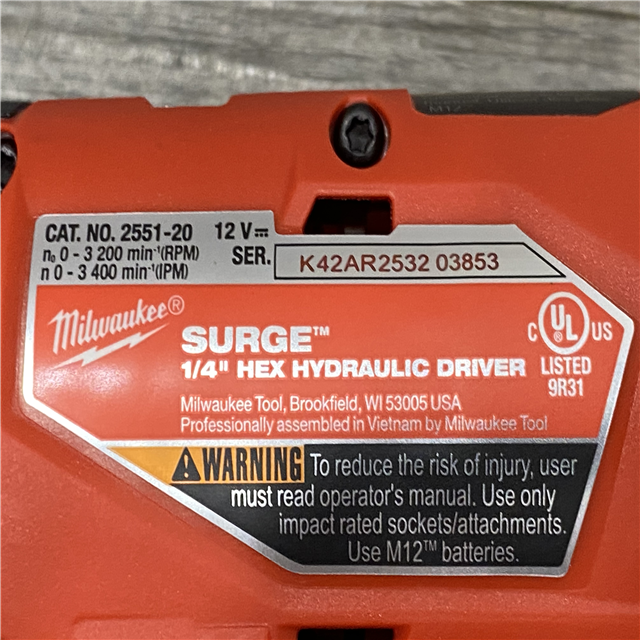 M12
CAT. NO. 2551-20 12 V⎓
n₀ 0 - 3 200 min⁻¹(RPM)
n 0 - 3 400 min⁻¹(IPM)
SER. K42AR2532 03853
Milwaukee®
SURGE™
1/4" HEX HYDRAULIC DRIVER
C UL US
LISTED
9R31
Milwaukee Tool, Brookfield, WI 53005 USA
Professionally assembled in Vietnam by Milwaukee Tool
⚠WARNING To reduce the risk of injury, user
must read operator's manual. Use only
impact rated sockets/attachments.
Use M12™ batteries.